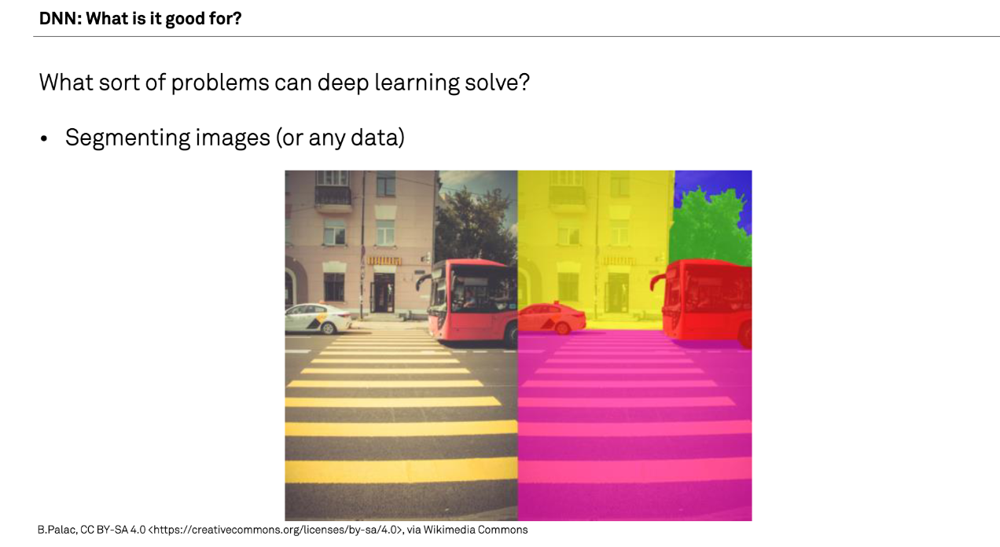 DNN: What is it good for?
What sort of problems can deep learning solve?
• Segmenting images (or any data)
B.Palac, CC BY-SA 4.0 <https://creativecommons.org/licenses/by-sa/4.0>, via Wikimedia Commons